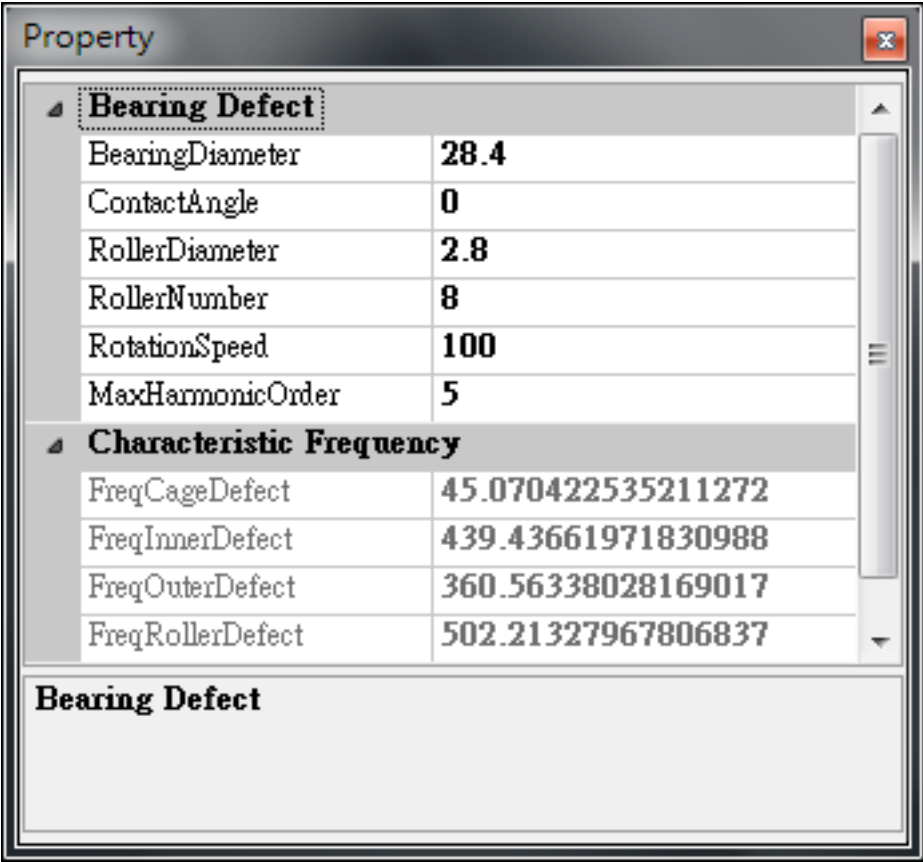 Property
Bearing Defect
BearingDiameter 28.4
ContactAngle 0
RollerDiameter 2.8
RollerNumber 8
RotationSpeed 100
MaxHarmonicOrder 5
Characteristic Frequency
FreqCageDefect 45.070422535211272
FreqInnerDefect 439.43661971830988
FreqOuterDefect 360.56338028169017
FreqRollerDefect 502.21327967806837
Bearing Defect